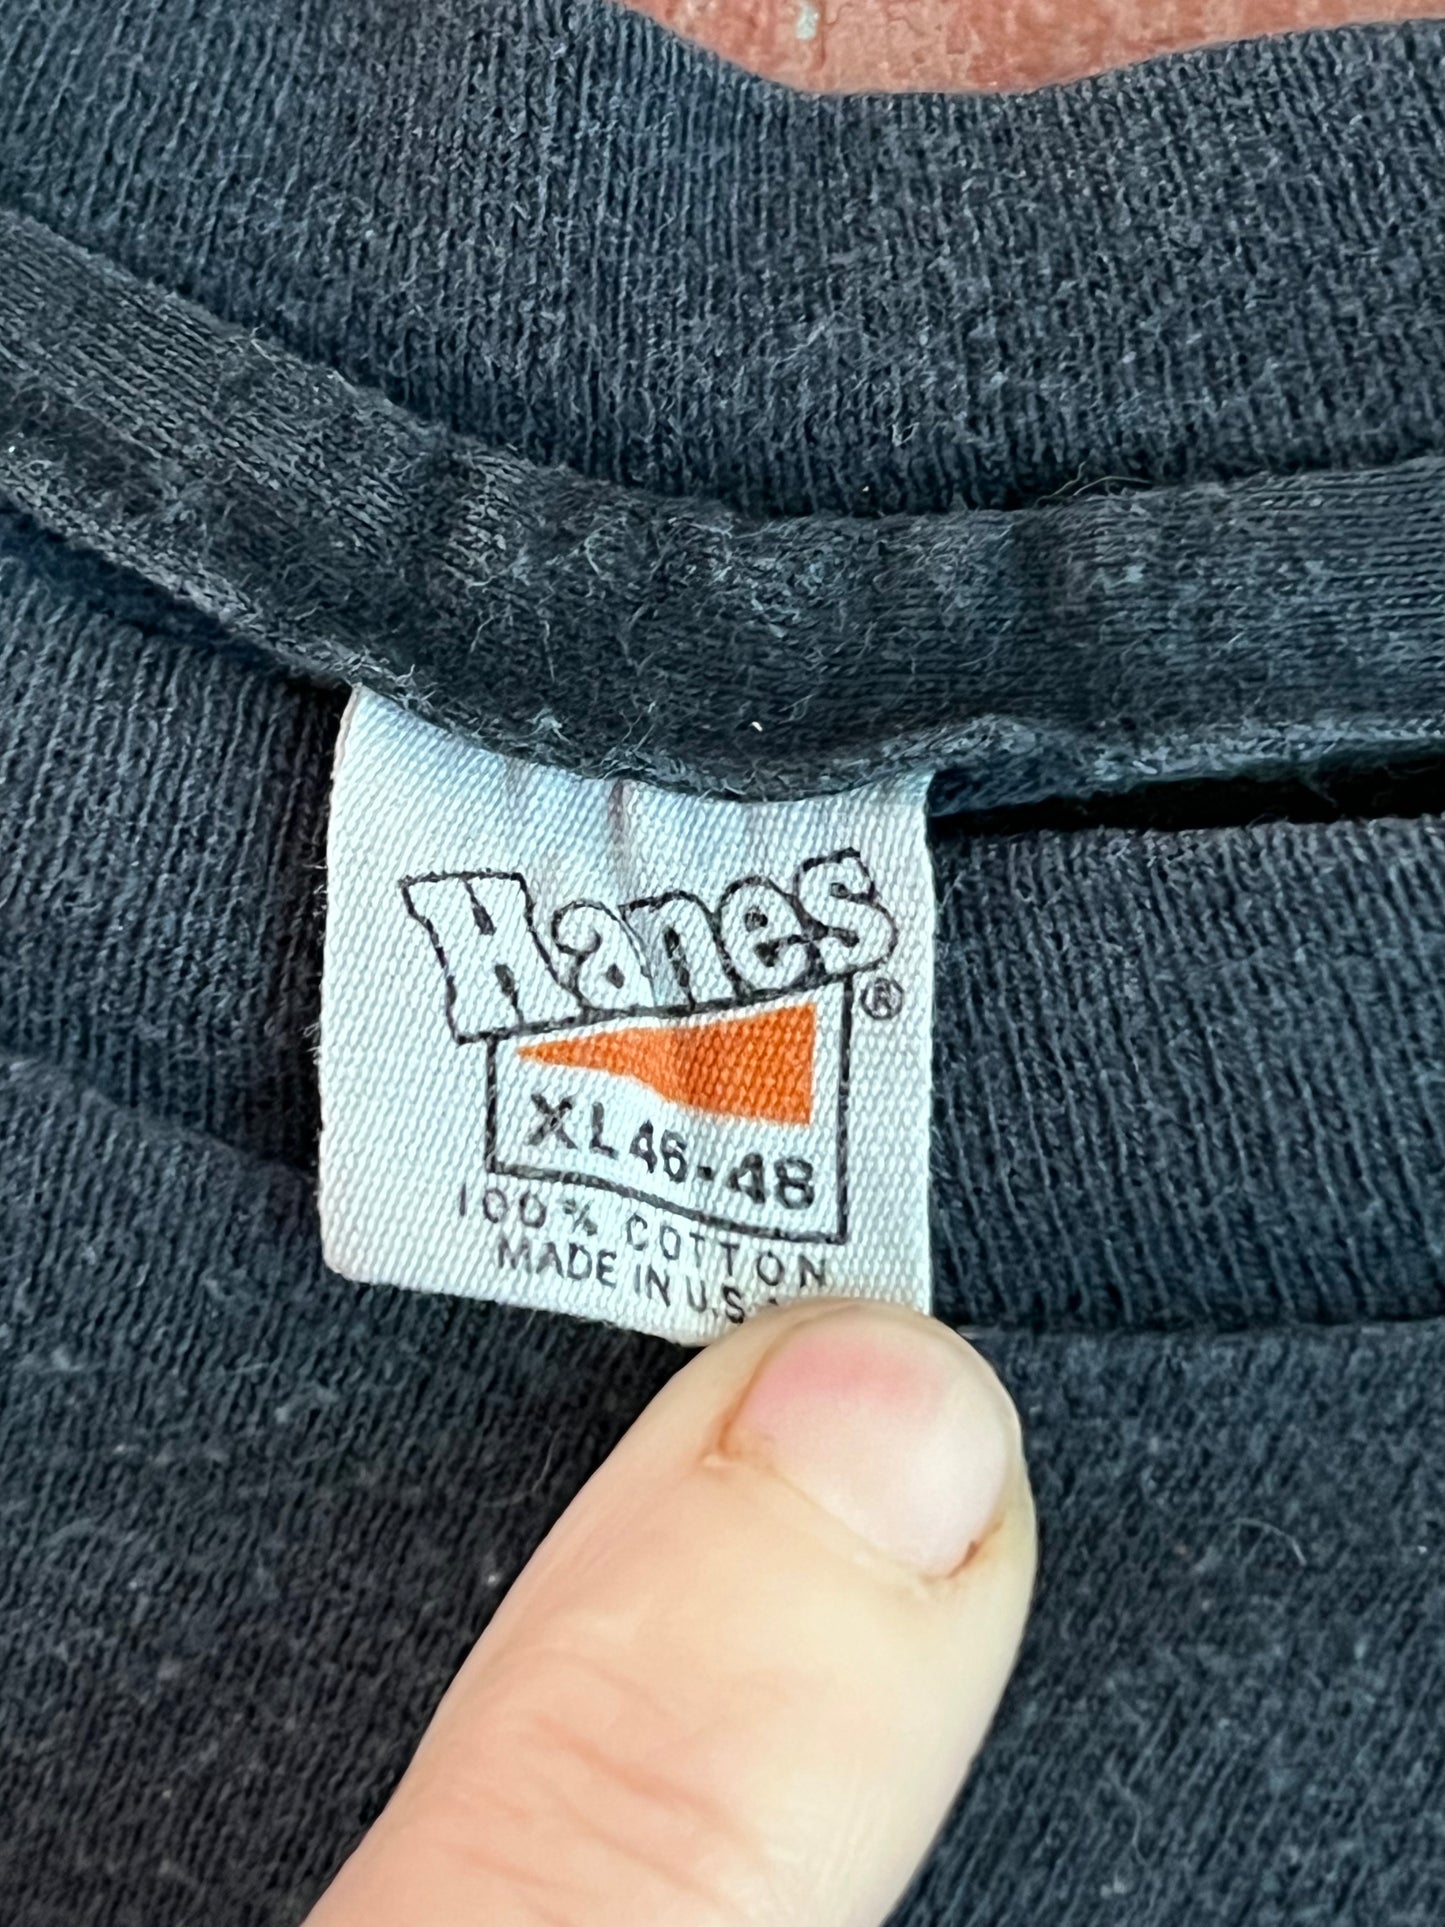 Hanes®
XL 46-48
100% COTTON
MADE IN U.S.